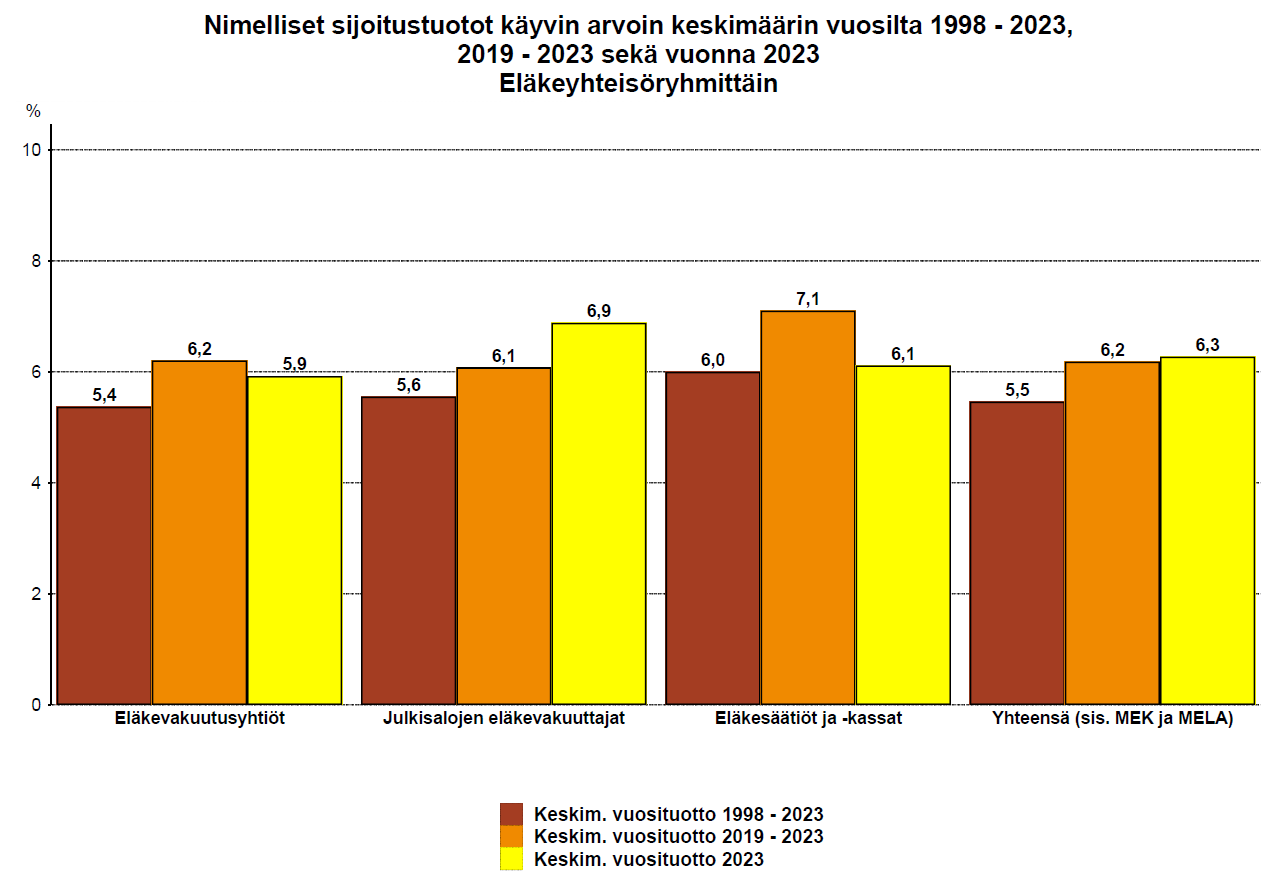 Nimelliset sijoitustuotot käyvin arvoin keskimäärin vuosilta 1998 - 2023,
2019 - 2023 sekä vuonna 2023
Eläkeyhteisöryhmittäin
%
10
8
6
4
2
0
5,4
6,2
5,9
5,6
6,1
6,9
6,0
7,1
6,1
5,5
6,2
6,3
Eläkevakuutusyhtiöt
Julkisalojen eläkevakuuttajat
Eläkesäätiöt ja -kassat
Yhteensä (sis. MEK ja MELA)
Keskim. vuosituotto 1998 - 2023
Keskim. vuosituotto 2019 - 2023
Keskim. vuosituotto 2023